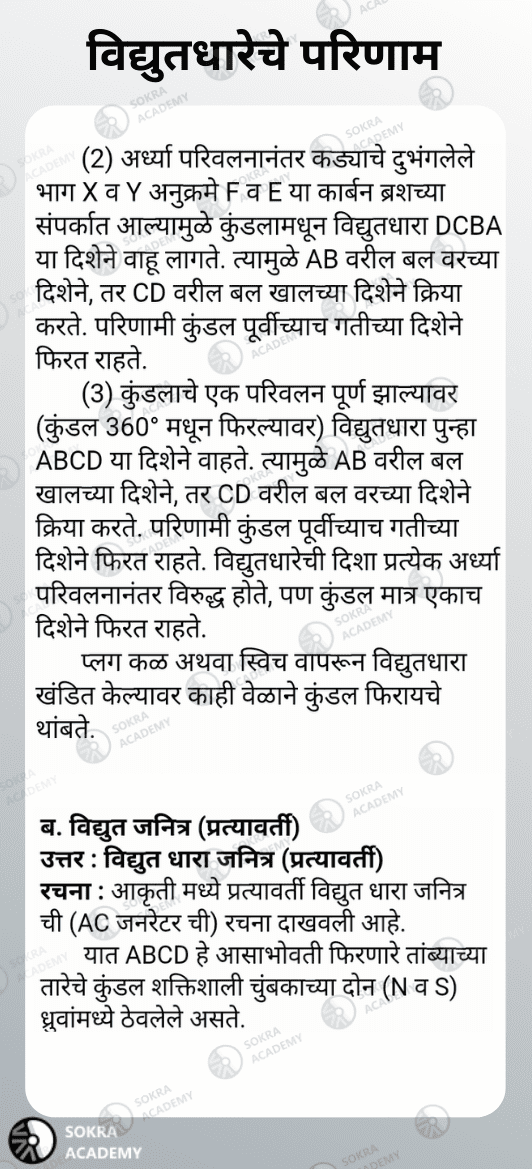 विद्युतधारेचे परिणाम
(2) अर्ध्या परिवलनानंतर कड्याचे दुभंगलेले
भाग X व Y अनुक्रमे F व E या कार्बन ब्रशच्या
संपर्कात आल्यामुळे कुंडलामधून विद्युतधारा DCBA
या दिशेने वाहू लागते. त्यामुळे AB वरील बल वरच्या
दिशेने, तर CD वरील बल खालच्या दिशेने क्रिया
करते. परिणामी कुंडल पूर्वीच्याच गतीच्या दिशेने
फिरत राहते.
(3) कुंडलाचे एक परिवलन पूर्ण झाल्यावर
(कुंडल 360° मधून फिरल्यावर) विद्युतधारा पुन्हा
ABCD या दिशेने वाहते. त्यामुळे AB वरील बल
खालच्या दिशेने, तर CD वरील बल वरच्या दिशेने
क्रिया करते. परिणामी कुंडल पूर्वीच्याच गतीच्या
दिशेने फिरत राहते. विद्युतधारेची दिशा प्रत्येक अर्ध्या
परिवलनानंतर विरुद्ध होते, पण कुंडल मात्र एकाच
दिशेने फिरत राहते.
प्लग कळ अथवा स्विच वापरून विद्युतधारा
खंडित केल्यावर काही वेळाने कुंडल फिरायचे
थांबते.
ब. विद्युत जनित्र (प्रत्यावर्ती)
उत्तर : विद्युत धारा जनित्र (प्रत्यावर्ती)
रचना : आकृती मध्ये प्रत्यावर्ती विद्युत धारा जनित्र
ची (AC जनरेटर ची) रचना दाखवली आहे.
यात ABCD हे आसाभोवती फिरणारे तांब्याच्या
तारेचे कुंडल शक्तिशाली चुंबकाच्या दोन (N व S)
ध्रुवांमध्ये ठेवलेले असते.
SOKRA
ACADEMY